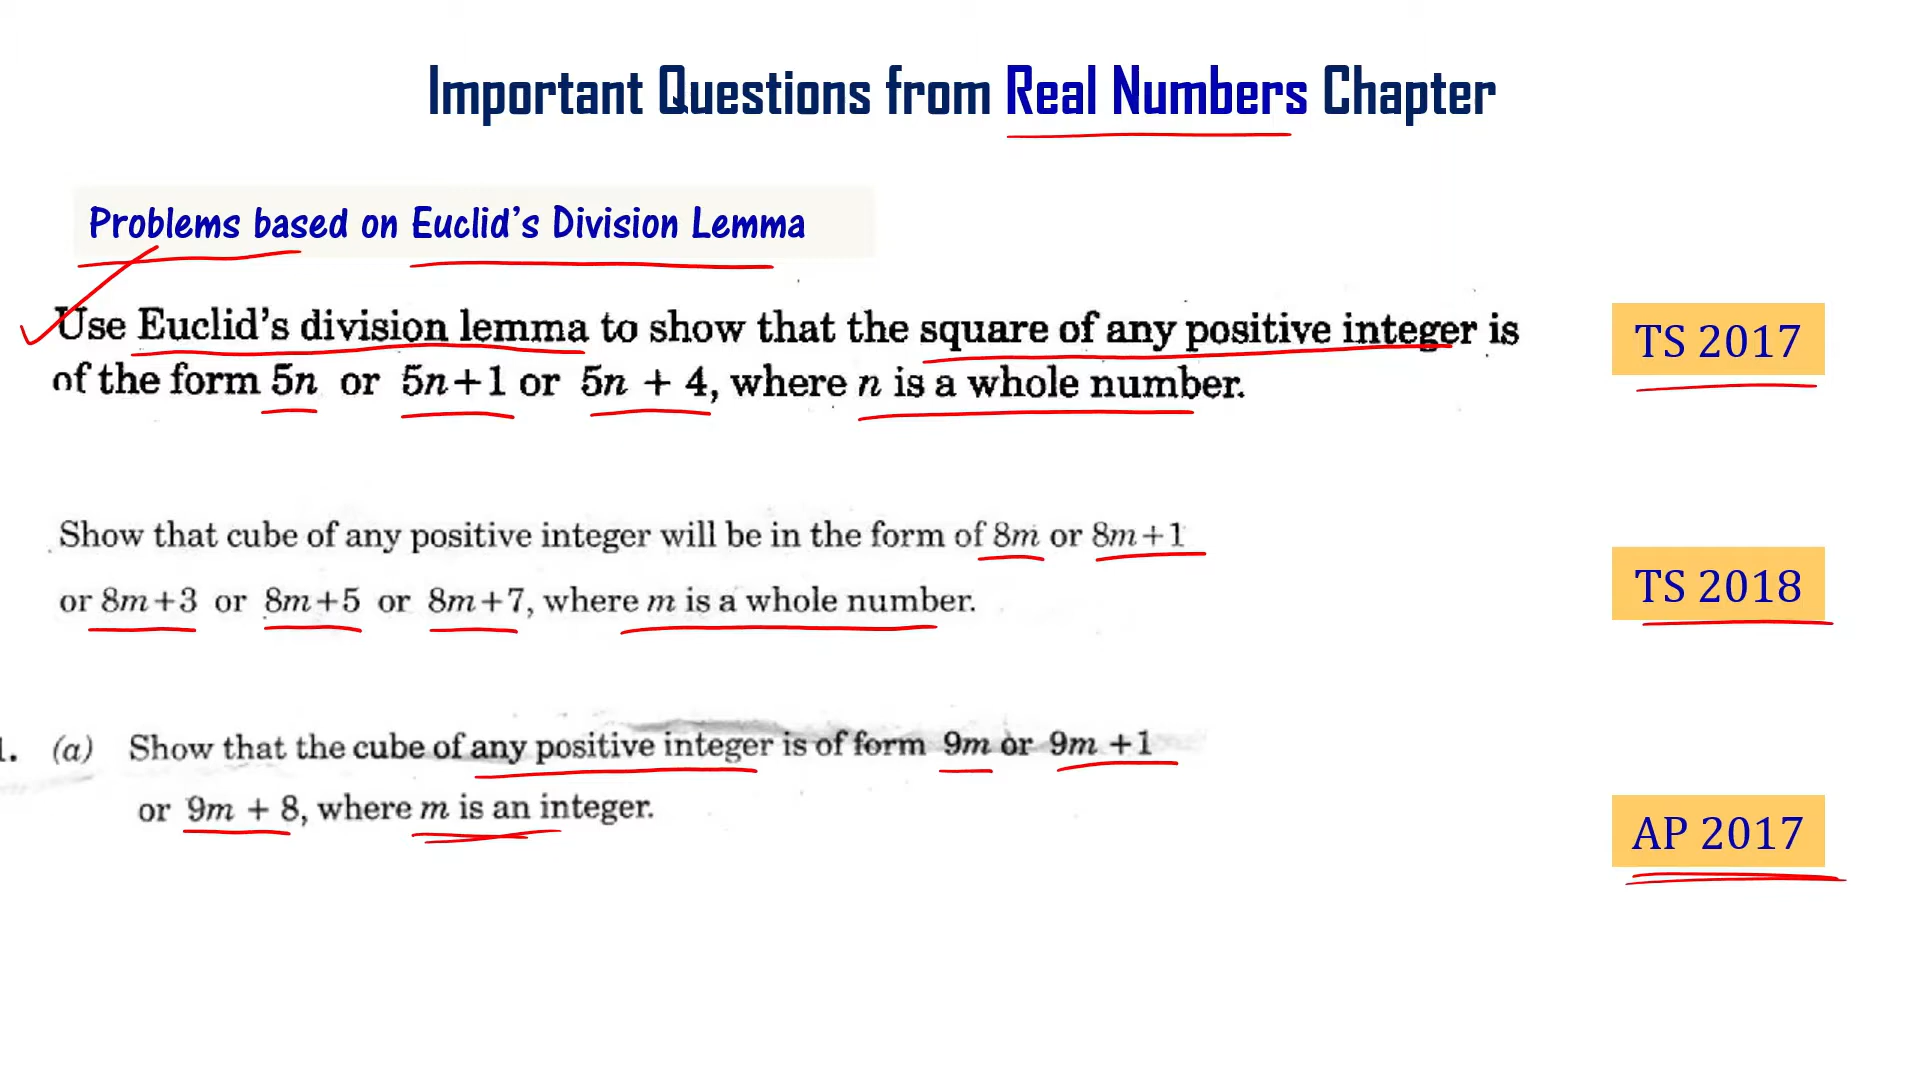 Important Questions from Real Numbers Chapter
Problems based on Euclid's Division Lemma
Use Euclid's division lemma to show that the square of any positive integer is
of the form 5n or 5n+1 or 5n + 4, where n is a whole number.
TS 2017
Show that cube of any positive integer will be in the form of 8m or 8m+1
or 8m+3 or 8m+5 or 8m+7, where m is a whole number.
TS 2018
1. (a) Show that the cube of any positive integer is of form 9m or 9m +1
or 9m + 8, where m is an integer.
AP 2017